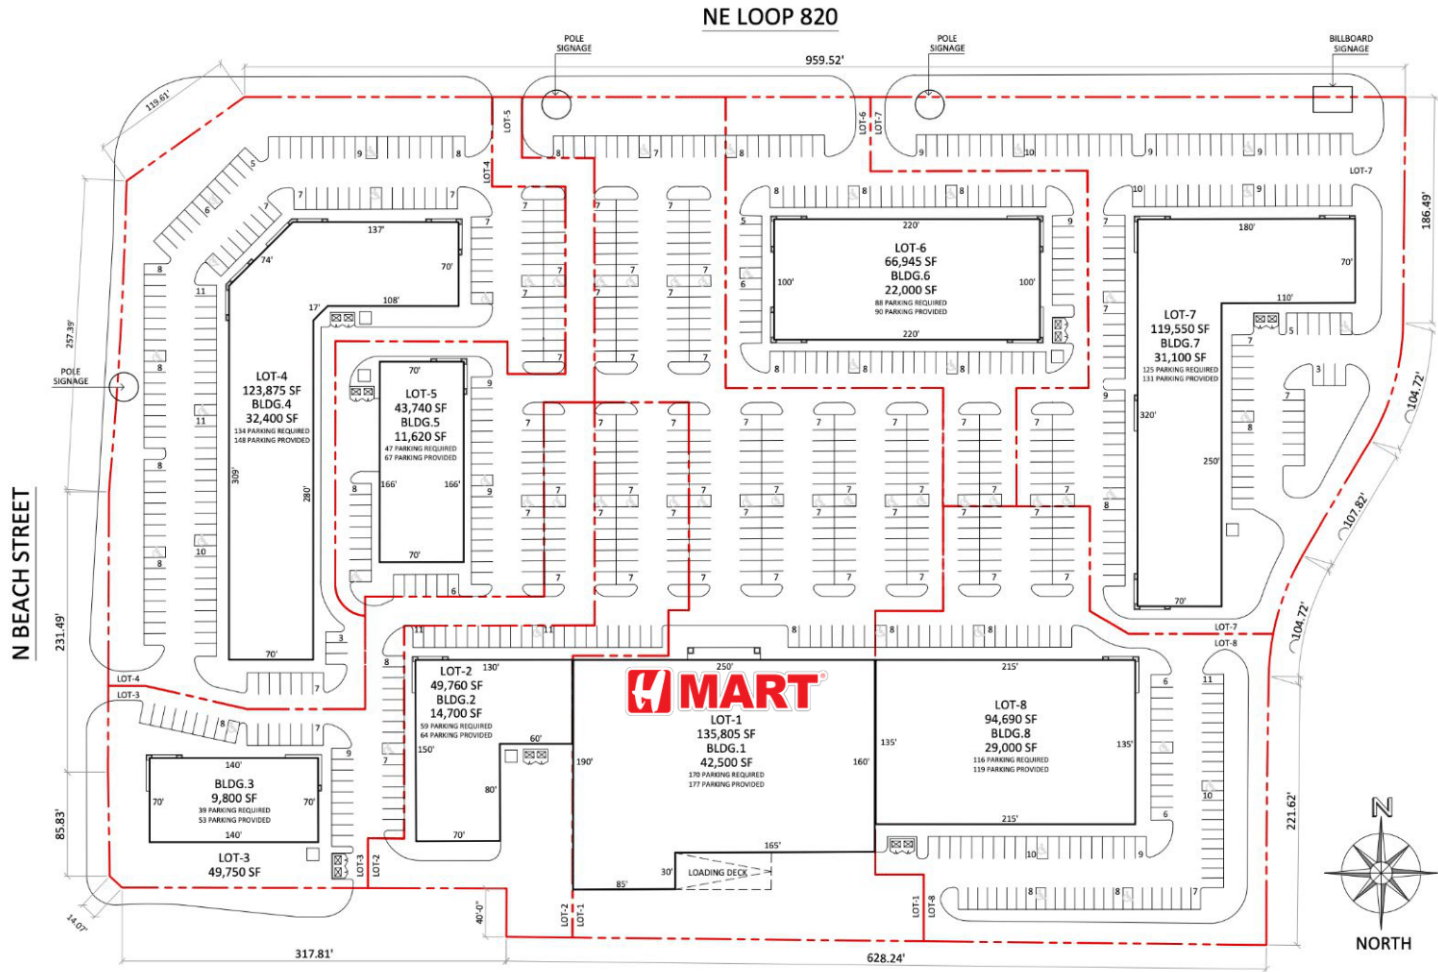 NE LOOP 820
POLE
SIGNAGE
POLE
SIGNAGE
BILLBOARD
SIGNAGE
959.52'
119.61'
LOT-5
LOT-4
LOT-6
LOT-7
LOT-7
186.49'
257.39'
POLE
SIGNAGE
137'
74'
70'
17'
108'
LOT-4
123,875 SF
BLDG.4
32,400 SF
134 PARKING REQUIRED
148 PARKING PROVIDED
309'
280'
70'
70'
LOT-5
43,740 SF
BLDG.5
11,620 SF
47 PARKING REQUIRED
67 PARKING PROVIDED
166'
166'
70'
220'
LOT-6
66,945 SF
BLDG.6
22,000 SF
88 PARKING REQUIRED
90 PARKING PROVIDED
100'
100'
220'
180'
70'
110'
LOT-7
119,550 SF
BLDG.7
31,100 SF
125 PARKING REQUIRED
131 PARKING PROVIDED
320'
250'
70'
104.72'
107.82'
104.72'
N BEACH STREET
231.49'
LOT-4
LOT-3
LOT-7
LOT-8
130'
LOT-2
49,760 SF
BLDG.2
14,700 SF
59 PARKING REQUIRED
64 PARKING PROVIDED
150'
60'
80'
70'
250'
H MART
LOT-1
135,805 SF
BLDG.1
42,500 SF
170 PARKING REQUIRED
177 PARKING PROVIDED
190'
160'
165'
30'
85'
LOADING DECK
215'
LOT-8
94,690 SF
BLDG.8
29,000 SF
116 PARKING REQUIRED
119 PARKING PROVIDED
135'
135'
215'
140'
BLDG.3
9,800 SF
39 PARKING REQUIRED
53 PARKING PROVIDED
70'
70'
140'
LOT-3
49,750 SF
85.83'
14.07'
LOT-3
LOT-2
LOT-2
LOT-1
LOT-1
LOT-8
40'-0"
221.62'
317.81'
628.24'
N
NORTH